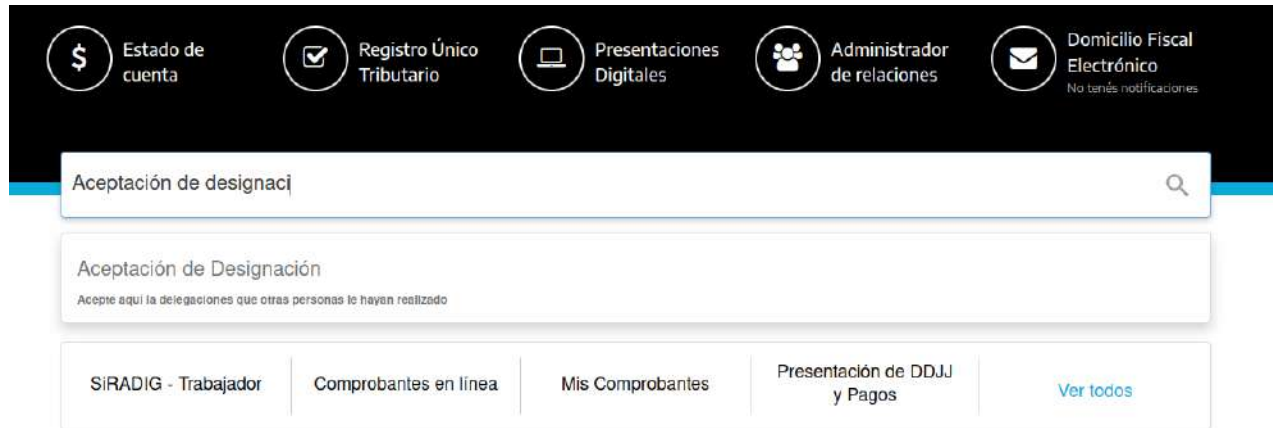 Estado de
cuenta
Registro Único
Tributario
Presentaciones
Digitales
Administrador
de relaciones
Domicilio Fiscal
Electrónico
No tenés notificaciones
Aceptación de designaci
Aceptación de Designación
Acepte aquí la delegaciones que otras personas le hayan realizado
SiRADIG - Trabajador
Comprobantes en línea
Mis Comprobantes
Presentación de DDJJ
y Pagos
Ver todos